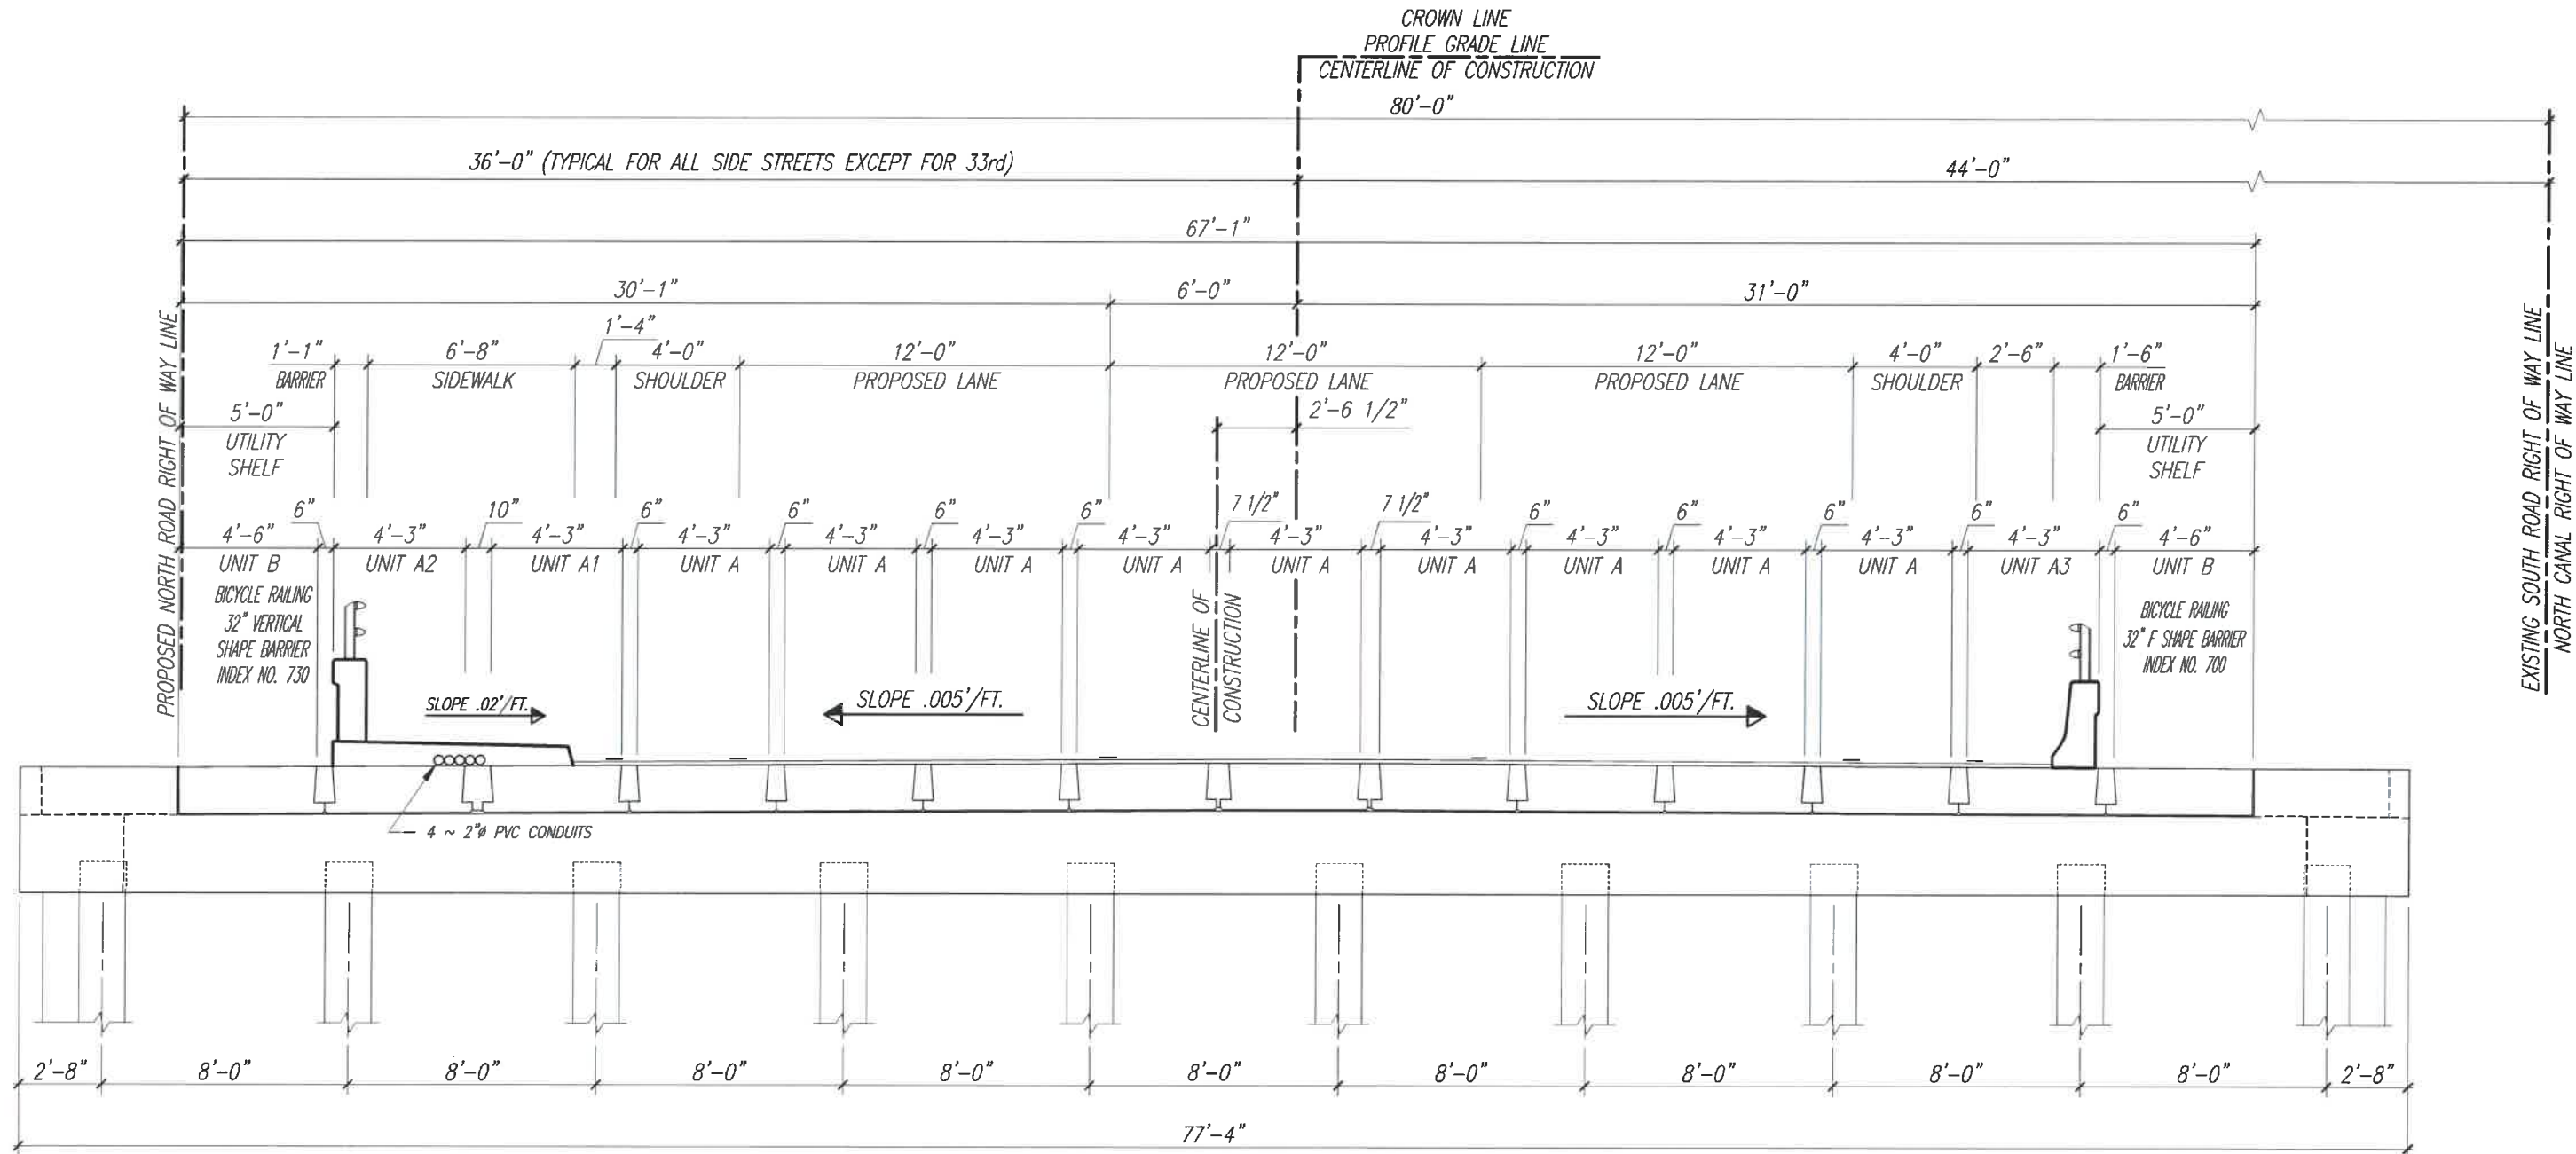 CROWN LINE
PROFILE GRADE LINE
CENTERLINE OF CONSTRUCTION
80'-0"
36'-0" (TYPICAL FOR ALL SIDE STREETS EXCEPT FOR 33rd)
44'-0"
67'-1"
30'-1"
6'-0"
31'-0"
1'-1"
BARRIER
6'-8"
SIDEWALK
1'-4"
4'-0"
SHOULDER
12'-0"
PROPOSED LANE
12'-0"
PROPOSED LANE
12'-0"
PROPOSED LANE
4'-0"
SHOULDER
2'-6"
1'-6"
BARRIER
2'-6 1/2"
5'-0"
UTILITY
SHELF
5'-0"
UTILITY
SHELF
PROPOSED NORTH ROAD RIGHT OF WAY LINE
EXISTING SOUTH ROAD RIGHT OF WAY LINE
NORTH CANAL RIGHT OF WAY LINE
6"
10"
6"
6"
6"
6"
7 1/2"
7 1/2"
6"
6"
6"
6"
6"
4'-6"
4'-3"
4'-3"
4'-3"
4'-3"
4'-3"
4'-3"
4'-3"
4'-3"
4'-3"
4'-3"
4'-3"
4'-3"
4'-6"
UNIT B
UNIT A2
UNIT A1
UNIT A
UNIT A
UNIT A
UNIT A
UNIT A
UNIT A
UNIT A
UNIT A
UNIT A
UNIT A3
UNIT B
BICYCLE RAILING
32" VERTICAL
SHAPE BARRIER
INDEX NO. 730
CENTERLINE OF
CONSTRUCTION
BICYCLE RAILING
32" F SHAPE BARRIER
INDEX NO. 700
SLOPE .02'/FT.
SLOPE .005'/FT.
SLOPE .005'/FT.
4 ~ 2"ø PVC CONDUITS
2'-8"
8'-0"
8'-0"
8'-0"
8'-0"
8'-0"
8'-0"
8'-0"
8'-0"
8'-0"
2'-8"
77'-4"